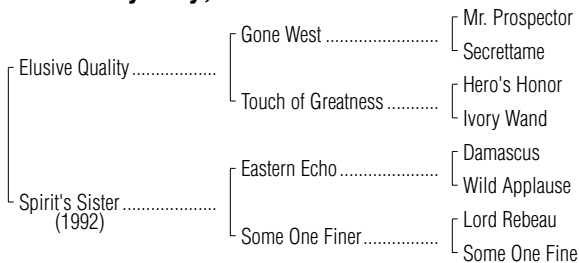 Mr. Prospector
Gone West
Secrettame
Elusive Quality
Hero's Honor
Touch of Greatness
Ivory Wand
Damascus
Eastern Echo
Wild Applause
Spirit's Sister
(1992)
Lord Rebeau
Some One Finer
Some One Fine